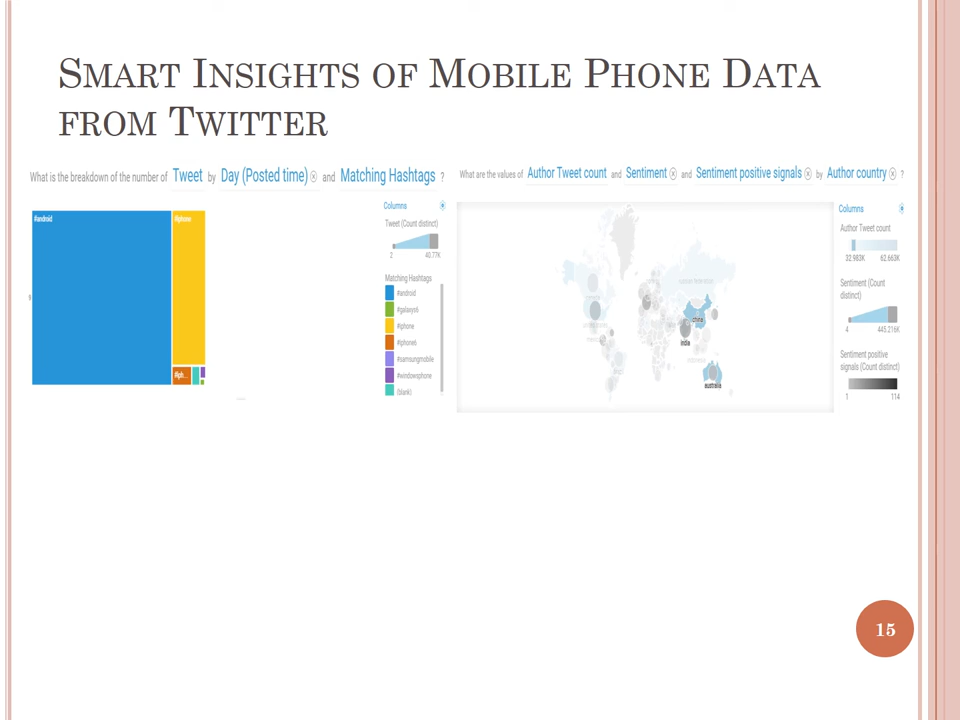 SMART INSIGHTS OF MOBILE PHONE DATA
FROM TWITTER
What is the breakdown of the number of Tweet by Day (Posted time) and Matching Hashtags ?
What are the values of Author Tweet count and Sentiment and Sentiment positive signals by Author country ?
#android
#iphone
#iph...
9
Columns
Tweet (Count distinct)
2 40.77K
Matching Hashtags
#android
#galaxys6
#iphone
#iphone6
#samsungmobile
#windowsphone
(blank)
china
india
australia
Columns
Author Tweet count
32.983K 62.663K
Sentiment (Count
distinct)
4 445.216K
Sentiment positive
signals (Count distinct)
1 114
15